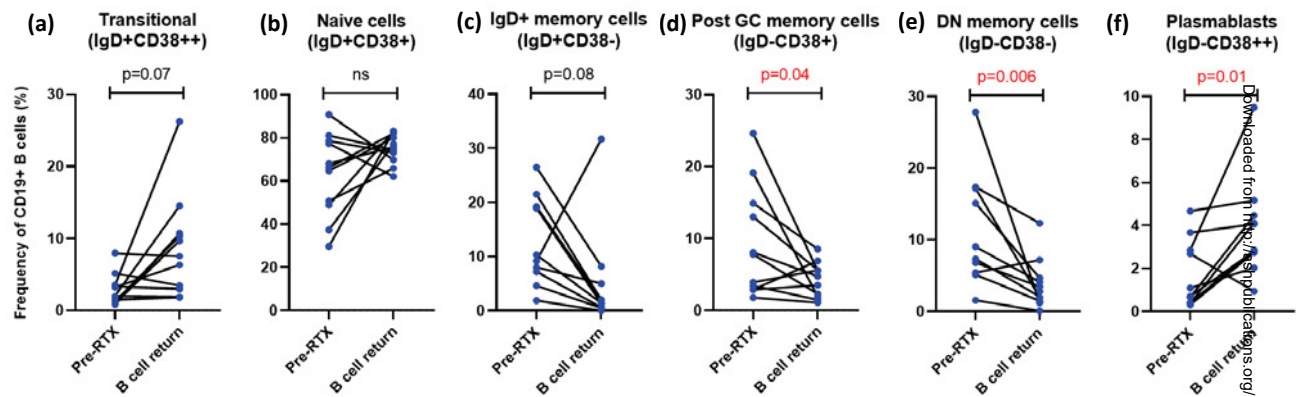 (a)
Transitional
(IgD+CD38++)
p=0.07
Frequency of CD19+ B cells (%)
30
20
10
0
Pre-RTX
B cell return
(b)
Naive cells
(IgD+CD38+)
ns
100
80
60
40
20
0
Pre-RTX
B cell return
(c)
IgD+ memory cells
(IgD+CD38-)
p=0.08
40
30
20
10
0
Pre-RTX
B cell return
(d)
Post GC memory cells
(IgD-CD38+)
p=0.04
30
20
10
0
Pre-RTX
B cell return
(e)
DN memory cells
(IgD-CD38-)
p=0.006
30
20
10
0
Pre-RTX
B cell return
(f)
Plasmablasts
(IgD-CD38++)
p=0.01
10
8
6
4
2
0
Pre-RTX
B cell return
Downloaded from http://ashpublications.org/